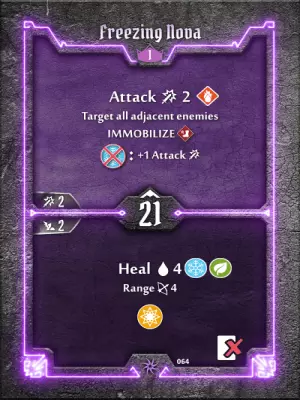 Freezing Nova
1
Attack 2
Target all adjacent enemies
IMMOBILIZE
: +1 Attack
2
21
2
Heal 4
Range 4
064